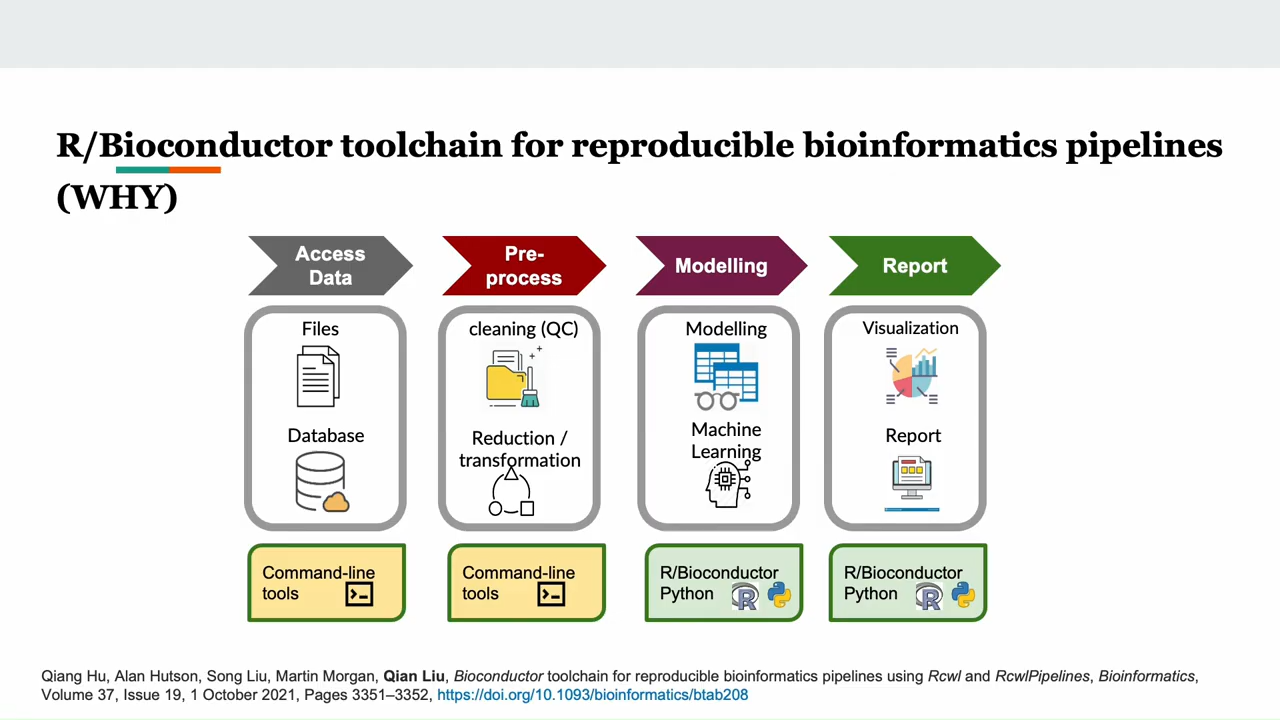 R/Bioconductor toolchain for reproducible bioinformatics pipelines
(WHY)
Access
Data
Pre-
process
Modelling
Report
Files
Database
cleaning (QC)
Reduction /
transformation
Modelling
Machine
Learning
Visualization
Report
Command-line
tools
Command-line
tools
R/Bioconductor
Python
R/Bioconductor
Python
Qiang Hu, Alan Hutson, Song Liu, Martin Morgan, Qian Liu, Bioconductor toolchain for reproducible bioinformatics pipelines using Rcwl and RcwlPipelines, Bioinformatics,
Volume 37, Issue 19, 1 October 2021, Pages 3351–3352, https://doi.org/10.1093/bioinformatics/btab208